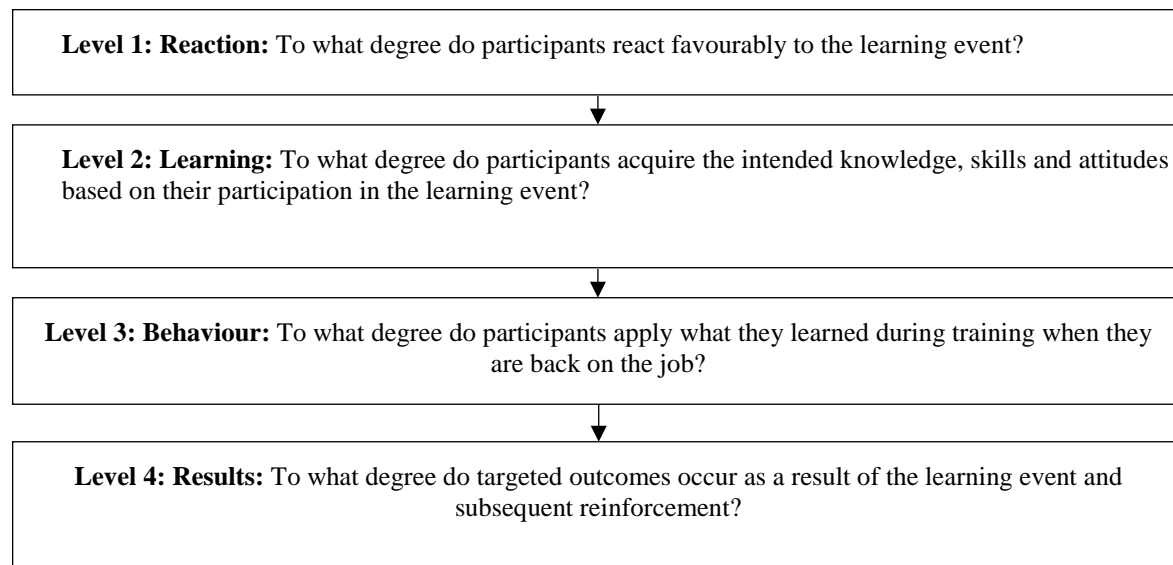 Level 1: Reaction: To what degree do participants react favourably to the learning event?
Level 2: Learning: To what degree do participants acquire the intended knowledge, skills and attitudes
based on their participation in the learning event?
Level 3: Behaviour: To what degree do participants apply what they learned during training when they
are back on the job?
Level 4: Results: To what degree do targeted outcomes occur as a result of the learning event and
subsequent reinforcement?